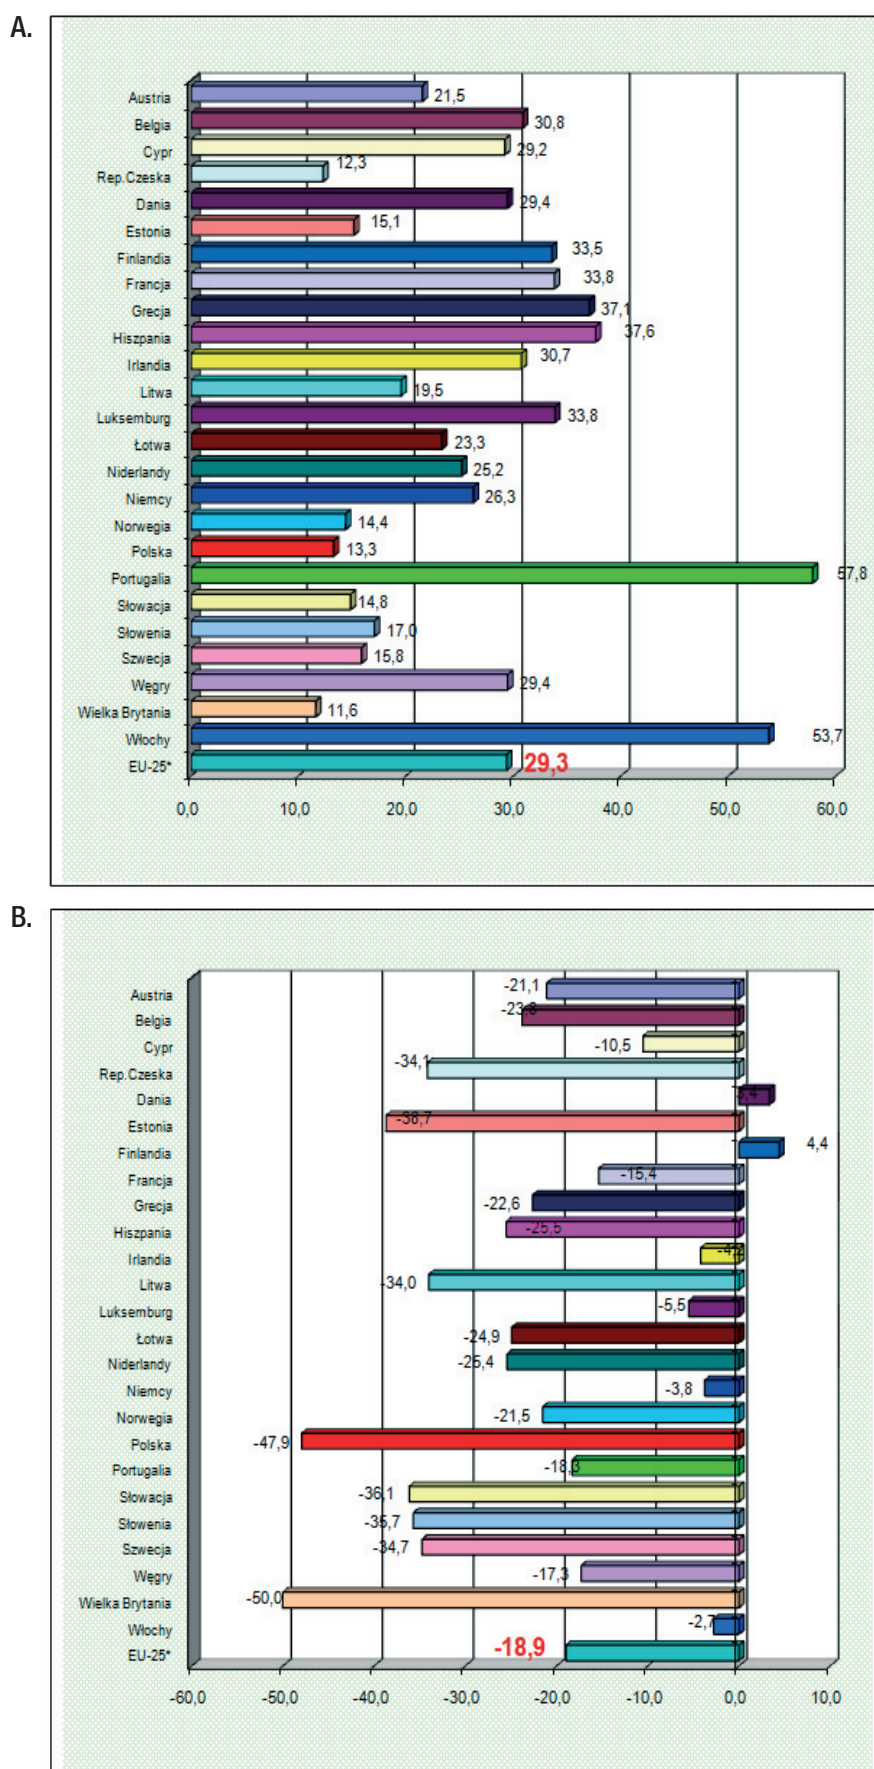 A.
Austria 21,5
Belgia 30,8
Cypr 29,2
Rep.Czeska 12,3
Dania 29,4
Estonia 15,1
Finlandia 33,5
Francja 33,8
Grecja 37,1
Hiszpania 37,6
Irlandia 30,7
Litwa 19,5
Luksemburg 33,8
Łotwa 23,3
Niderlandy 25,2
Niemcy 26,3
Norwegia 14,4
Polska 13,3
Portugalia 57,8
Słowacja 14,8
Słowenia 17,0
Szwecja 15,8
Węgry 29,4
Wielka Brytania 11,6
Włochy 53,7
EU-25* 29,3
0,0 10,0 20,0 30,0 40,0 50,0 60,0
B.
Austria -21,1
Belgia -23,8
Cypr -10,5
Rep.Czeska -34,1
Dania 3,4
Estonia -38,7
Finlandia 4,4
Francja -15,4
Grecja -22,6
Hiszpania -25,5
Irlandia -4,2
Litwa -34,0
Luksemburg -5,5
Łotwa -24,9
Niderlandy -25,4
Niemcy -3,8
Norwegia -21,5
Polska -47,9
Portugalia -18,3
Słowacja -36,1
Słowenia -35,7
Szwecja -34,7
Węgry -17,3
Wielka Brytania -50,0
Włochy -2,7
EU-25* -18,9
-60,0 -50,0 -40,0 -30,0 -20,0 -10,0 0,0 10,0